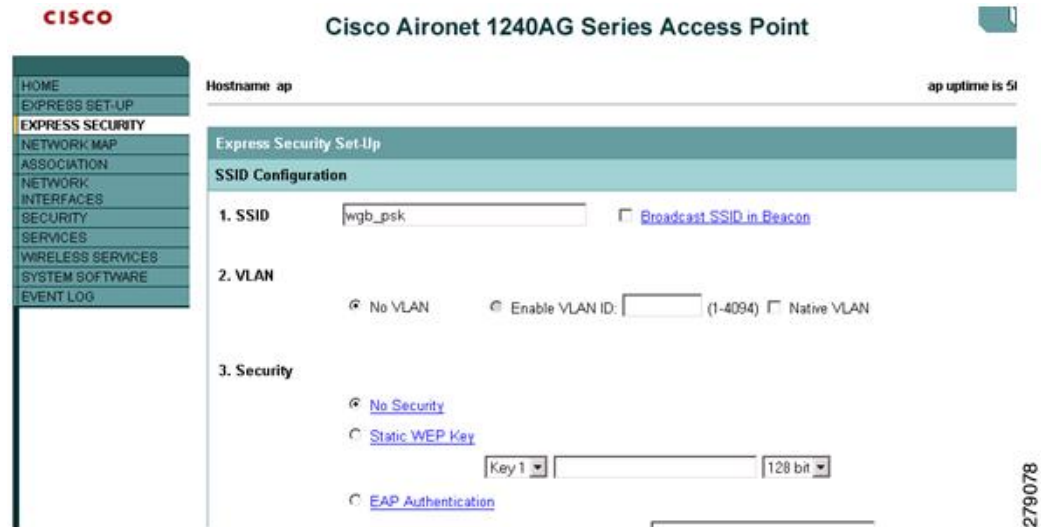 CISCO
Cisco Aironet 1240AG Series Access Point
HOME
EXPRESS SET-UP
EXPRESS SECURITY
NETWORK MAP
ASSOCIATION
NETWORK
INTERFACES
SECURITY
SERVICES
WIRELESS SERVICES
SYSTEM SOFTWARE
EVENT LOG
Hostname ap
ap uptime is 5
Express Security Set-Up
SSID Configuration
1. SSID wgb_psk Broadcast SSID in Beacon
2. VLAN
No VLAN Enable VLAN ID: (1-4094) Native VLAN
3. Security
No Security
Static WEP Key
Key 1 128 bit
EAP Authentication
279078